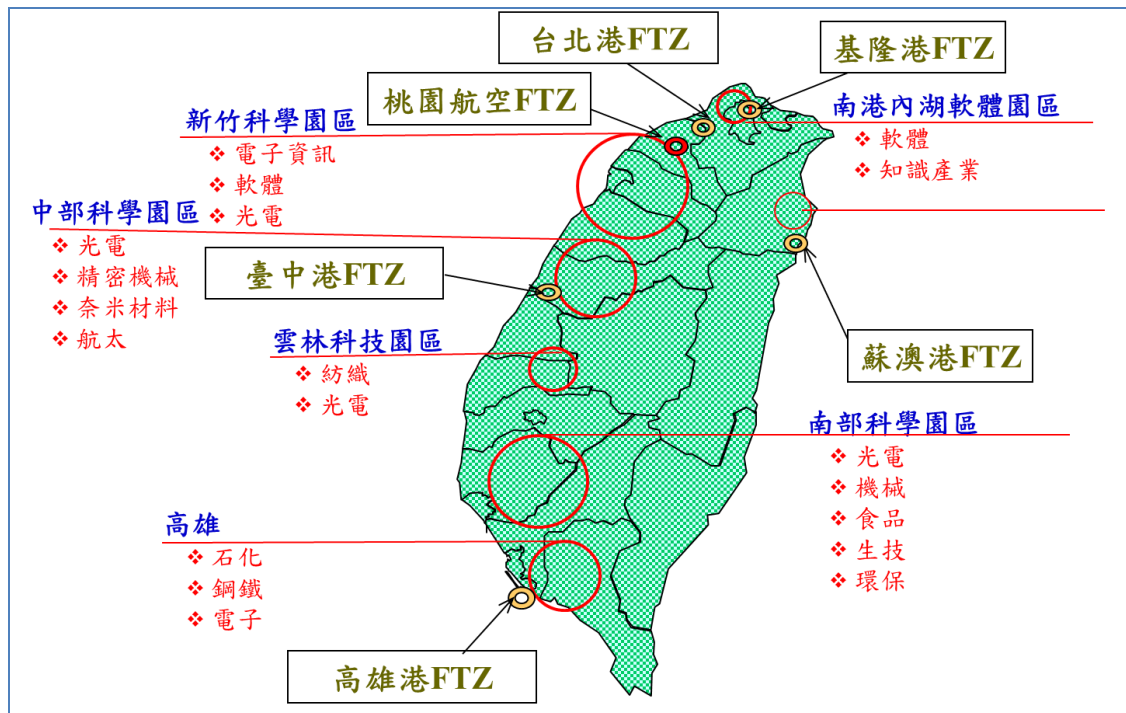 台北港FTZ
基隆港FTZ
桃園航空FTZ
新竹科學園區
❖ 電子資訊
❖ 軟體
❖ 光電
南港內湖軟體園區
❖ 軟體
❖ 知識產業
中部科學園區
❖ 光電
❖ 精密機械
❖ 奈米材料
❖ 航太
臺中港FTZ
蘇澳港FTZ
雲林科技園區
❖ 紡織
❖ 光電
南部科學園區
❖ 光電
❖ 機械
❖ 食品
❖ 生技
❖ 環保
高雄
❖ 石化
❖ 鋼鐵
❖ 電子
高雄港FTZ